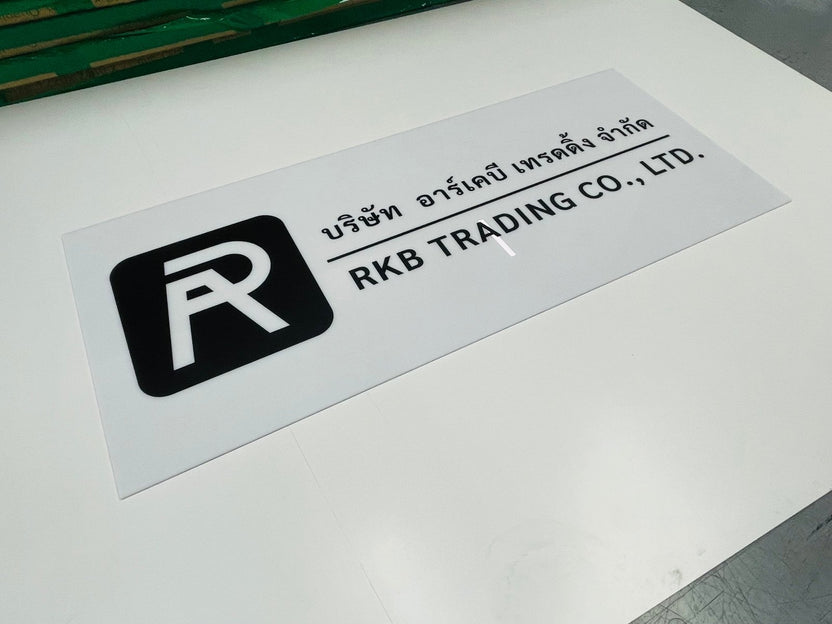 บริษัท อาร์เคบี เทรดดิ้ง จำกัด
RKB TRADING CO., LTD.